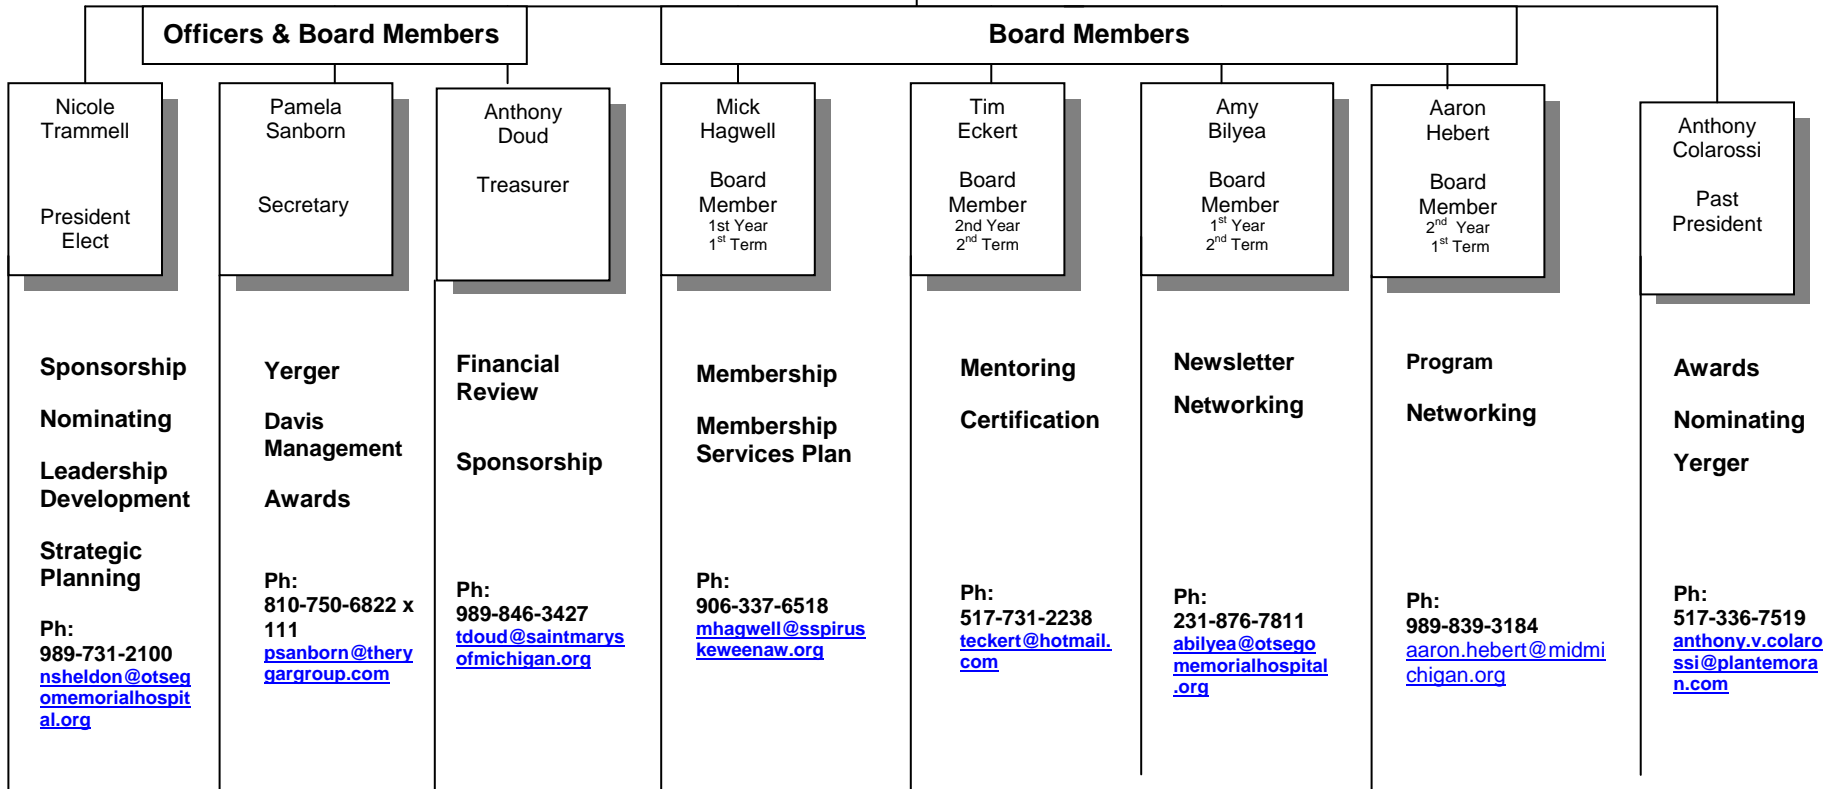 Officers & Board Members
Board Members
Nicole
Trammell
President
Elect
Pamela
Sanborn
Secretary
Anthony
Doud
Treasurer
Mick
Hagwell
Board
Member
1st Year
1st Term
Tim
Eckert
Board
Member
2nd Year
2nd Term
Amy
Bilyea
Board
Member
1st Year
2nd Term
Aaron
Hebert
Board
Member
2nd Year
1st Term
Anthony
Colarossi
Past
President
Sponsorship
Nominating
Leadership
Development
Strategic
Planning
Ph:
989-731-2100
nsheldon@otseg
omemorialhospit
al.org
Yerger
Davis
Management
Awards
Ph:
810-750-6822 x
111
psanborn@thery
gargroup.com
Financial
Review
Sponsorship
Ph:
989-846-3427
tdoud@saintmarys
ofmichigan.org
Membership
Membership
Services Plan
Ph:
906-337-6518
mhagwell@sspirus
keweenaw.org
Mentoring
Certification
Ph:
517-731-2238
teckert@hotmail.
com
Newsletter
Networking
Ph:
231-876-7811
abilyea@otsego
memorialhospital
.org
Program
Networking
Ph:
989-839-3184
aaron.hebert@midmi
chigan.org
Awards
Nominating
Yerger
Ph:
517-336-7519
anthony.v.colaro
ssi@plantemora
n.com